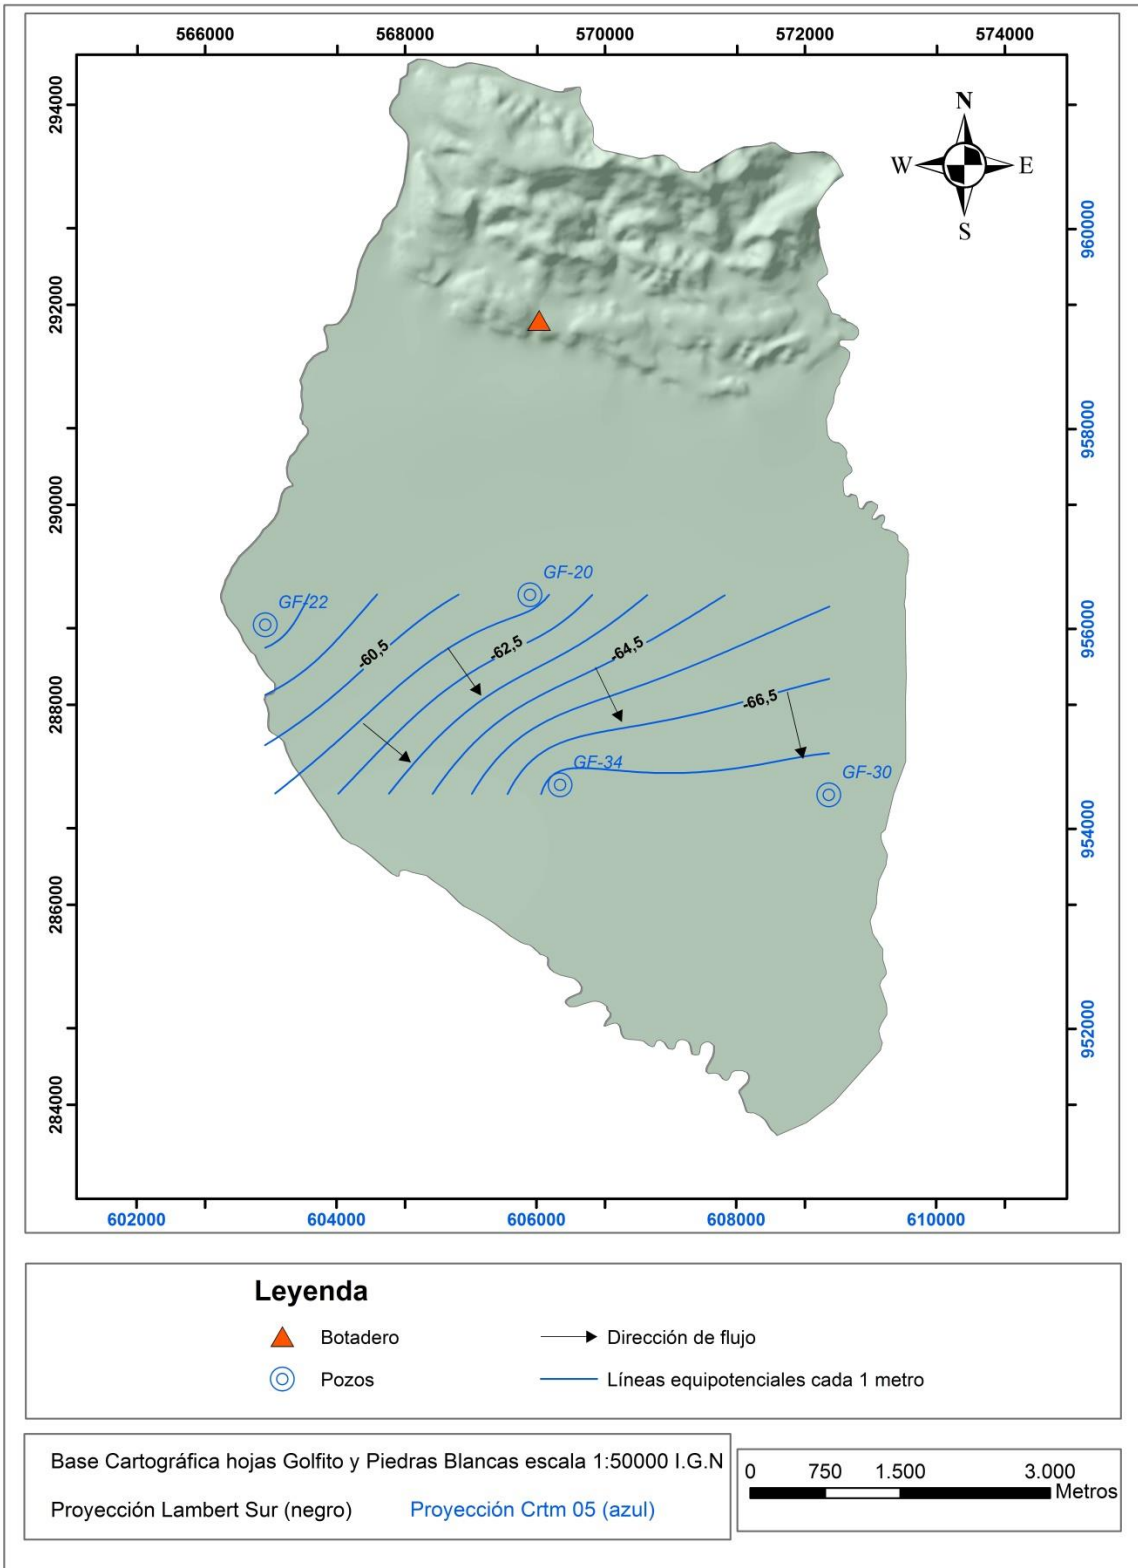 566000 568000 570000 572000 574000
294000
292000
290000
288000
286000
284000
N
W E
S
960000
958000
956000
954000
952000
GF-20
GF-22
-60,5
-62,5
-64,5
-66,5
GF-34
GF-30
602000 604000 606000 608000 610000
Leyenda
Botadero
Dirección de flujo
Pozos
Líneas equipotenciales cada 1 metro
Base Cartográfica hojas Golfito y Piedras Blancas escala 1:50000 I.G.N
Proyección Lambert Sur (negro) Proyección Crtm 05 (azul)
0 750 1.500 3.000
Metros